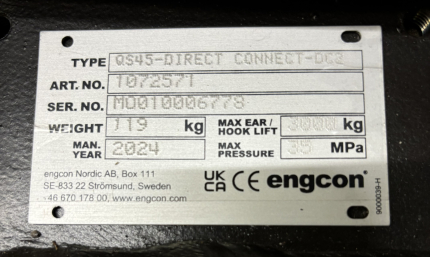 TYPE QS45-DIRECT CONNECT-DC2
ART. NO. 1072571
SER. NO. MO010006778
WEIGHT 119 kg MAX EAR / HOOK LIFT 3000 kg
MAN. YEAR 2024 MAX PRESSURE 35 MPa
engcon Nordic AB, Box 111
SE-833 22 Strömsund, Sweden
+46 670 178 00, www.engcon.com
UK CA CE engcon
9000039-H